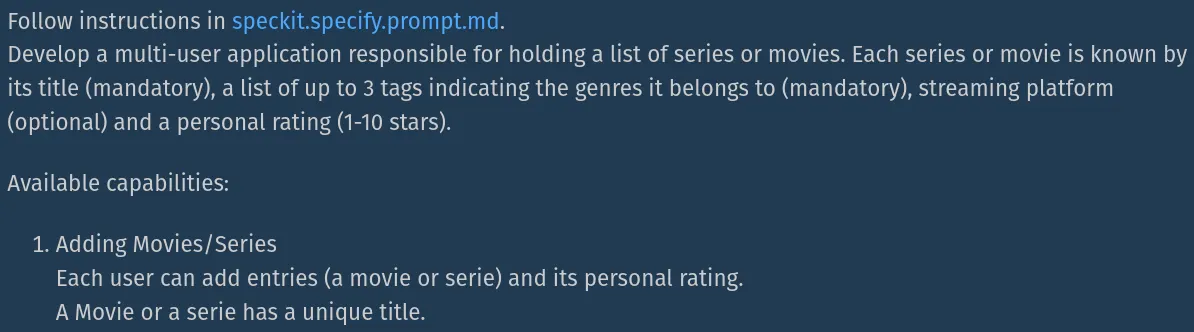 Follow instructions in speckit.specify.prompt.md.
Develop a multi-user application responsible for holding a list of series or movies. Each series or movie is known by
its title (mandatory), a list of up to 3 tags indicating the genres it belongs to (mandatory), streaming platform
(optional) and a personal rating (1-10 stars).
Available capabilities:
1. Adding Movies/Series
Each user can add entries (a movie or serie) and its personal rating.
A Movie or a serie has a unique title.